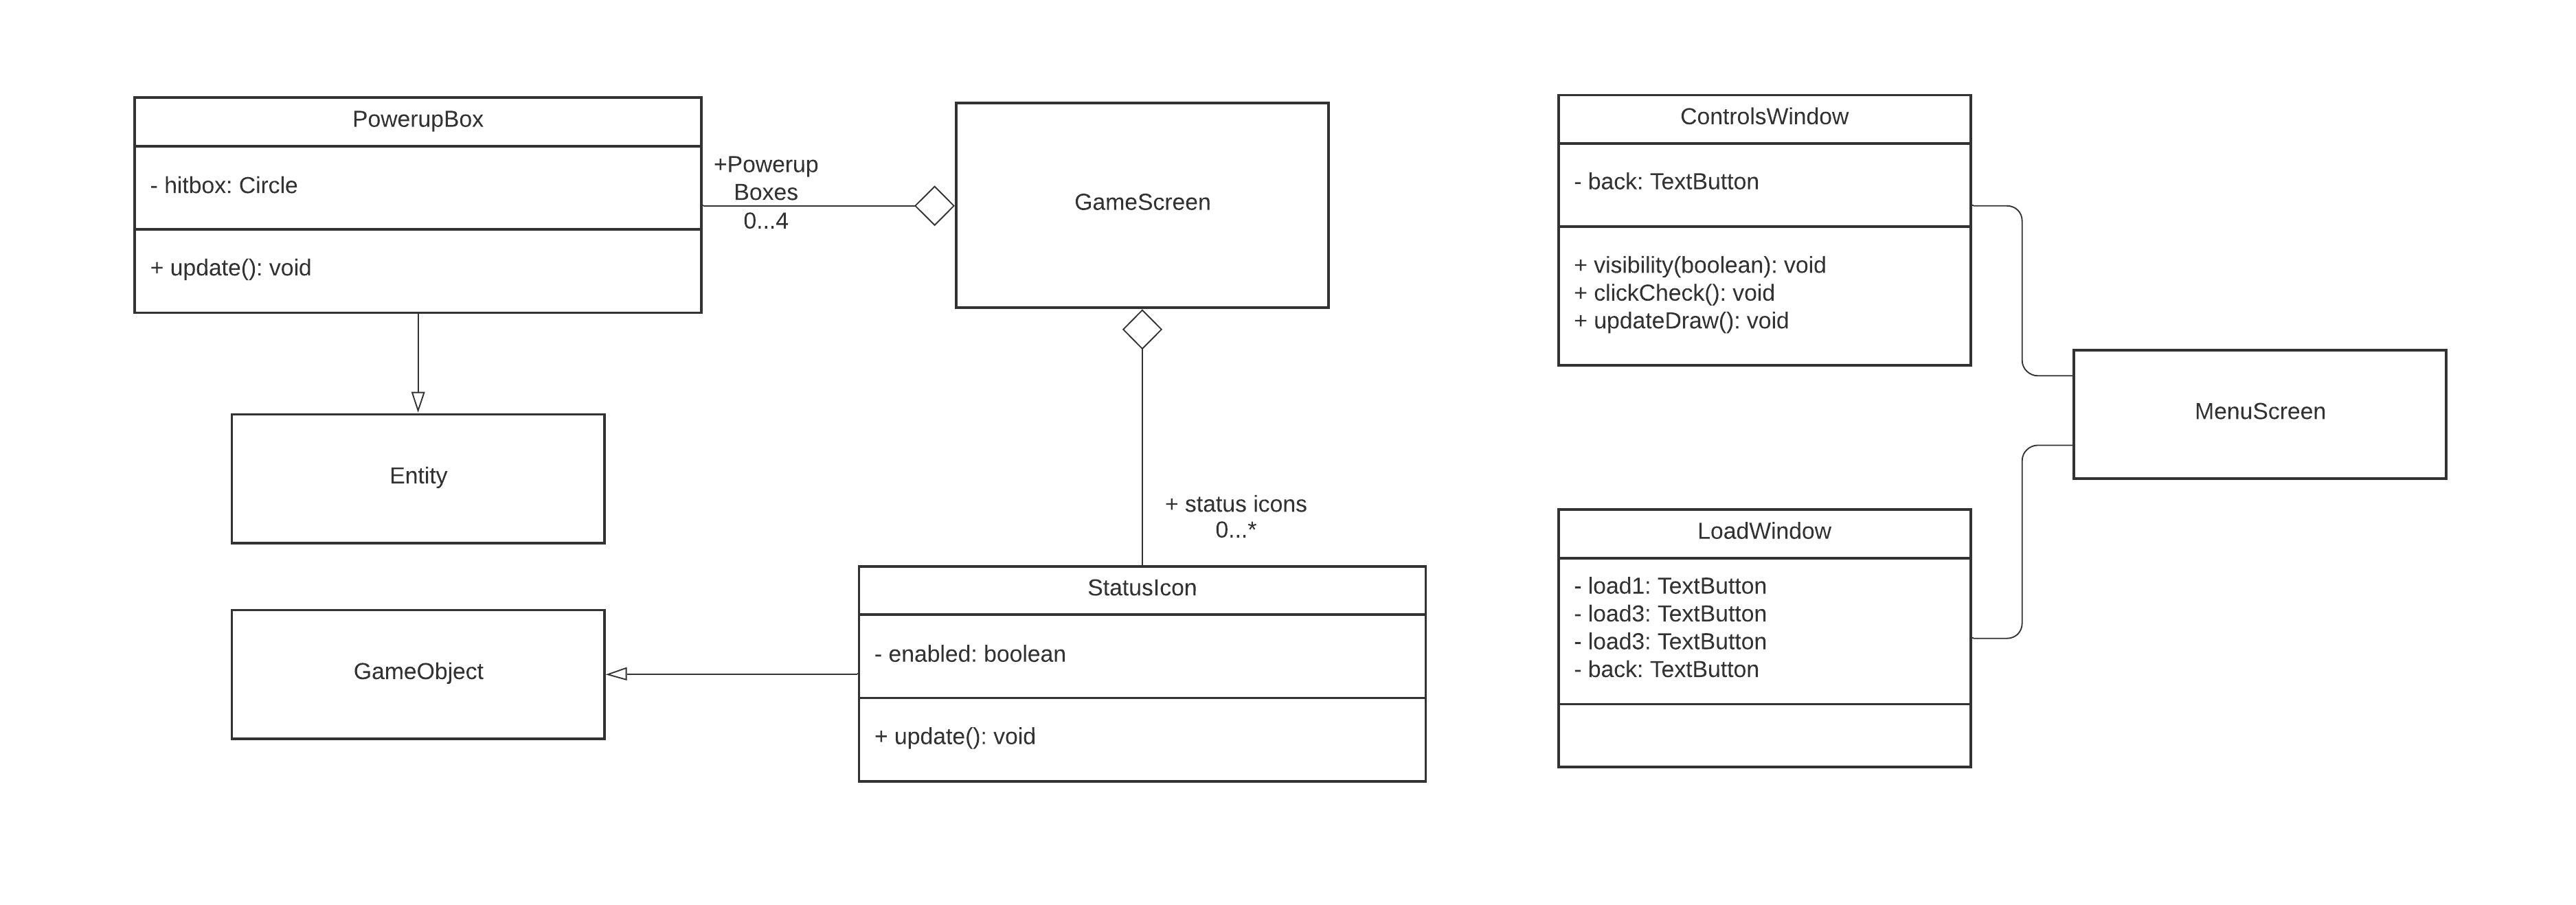 PowerupBox
- hitbox: Circle
+ update(): void
+Powerup
Boxes
0...4
GameScreen
Entity
GameObject
+ status icons
0...*
StatusIcon
- enabled: boolean
+ update(): void
ControlsWindow
- back: TextButton
+ visibility(boolean): void
+ clickCheck(): void
+ updateDraw(): void
MenuScreen
LoadWindow
- load1: TextButton
- load3: TextButton
- load3: TextButton
- back: TextButton